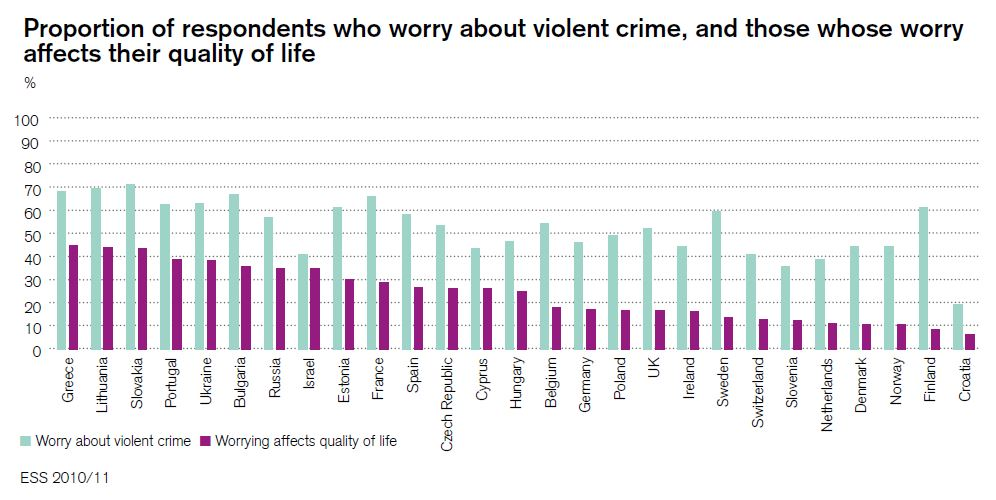 Proportion of respondents who worry about violent crime, and those whose worry
affects their quality of life
%
100
90
80
70
60
50
40
30
20
10
0
Greece
Lithuania
Slovakia
Portugal
Ukraine
Bulgaria
Russia
Israel
Estonia
France
Spain
Czech Republic
Cyprus
Hungary
Belgium
Germany
Poland
UK
Ireland
Sweden
Switzerland
Slovenia
Netherlands
Denmark
Norway
Finland
Croatia
Worry about violent crime Worrying affects quality of life
ESS 2010/11